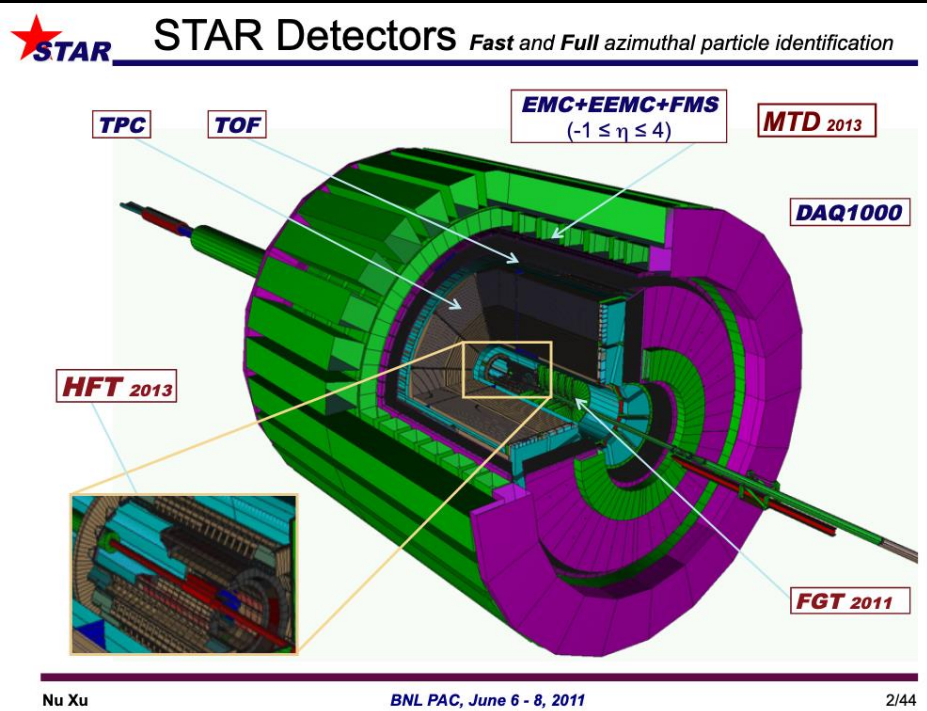 STAR
STAR Detectors Fast and Full azimuthal particle identification
TPC
TOF
EMC+EEMC+FMS
(-1 ≤ η ≤ 4)
MTD 2013
DAQ1000
HFT 2013
FGT 2011
Nu Xu
BNL PAC, June 6 - 8, 2011
2/44